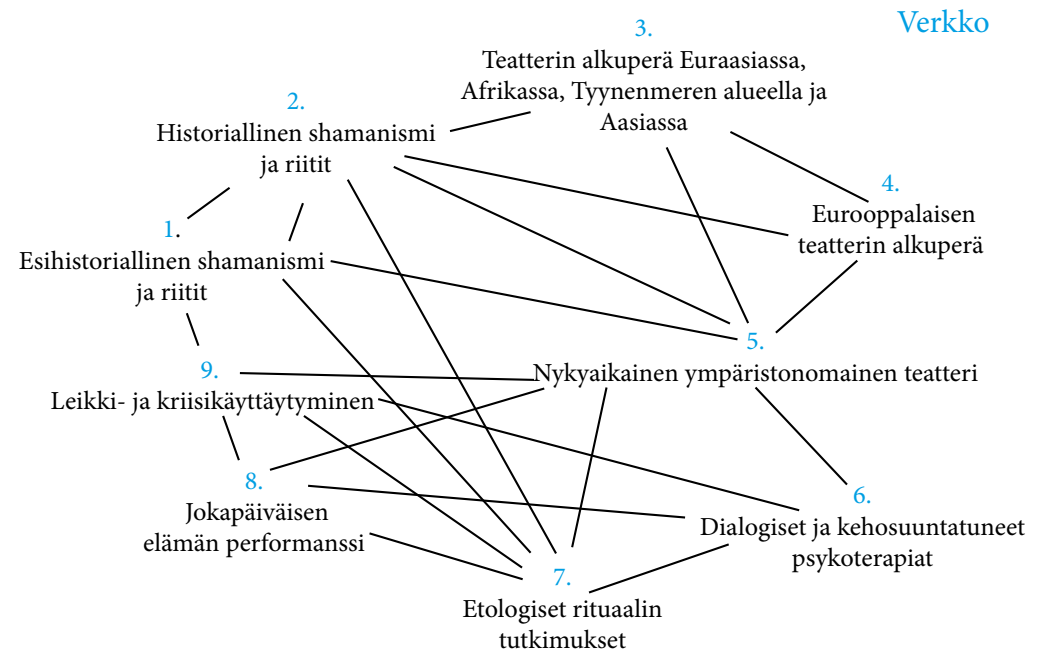 Verkko
3.
Teatterin alkuperä Euraasiassa,
Afrikassa, Tyynenmeren alueella ja
Aasiassa
2.
Historiallinen shamanismi
ja riitit
4.
Eurooppalaisen
teatterin alkuperä
1.
Esihistoriallinen shamanismi
ja riitit
5.
Nykyaikainen ympäristonomainen teatteri
9.
Leikki- ja kriisikäyttäytyminen
8.
Jokapäiväisen
elämän performanssi
6.
Dialogiset ja kehosuuntatuneet
psykoterapiat
7.
Etologiset rituaalin
tutkimukset